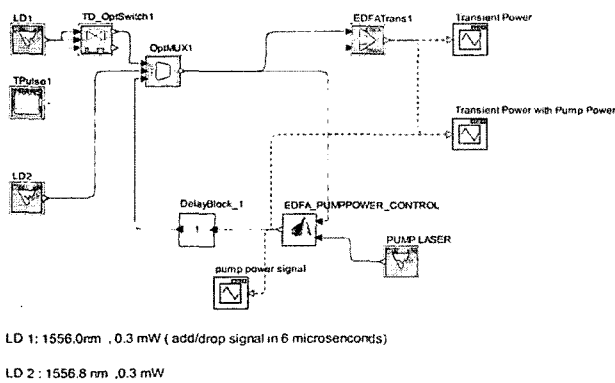 LD1
TD_OptSwitch1
EDFATrans1
Transient Power
OptMUX1
TPulse1
Transient Power with Pump Power
LD2
DelayBlock_1
EDFA_PUMPPOWER_CONTROL
1
PUMP LASER
pump power signal
LD 1: 1556.0nm , 0.3 mW ( add/drop signal in 6 microsenconds)
LD 2 : 1556.8 nm ,0.3 mW